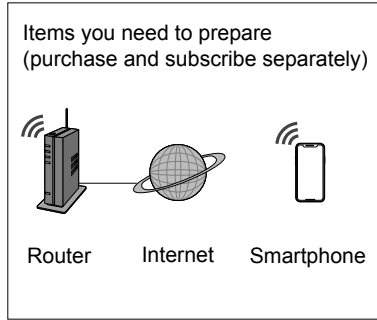 Items you need to prepare
(purchase and subscribe separately)
Router Internet Smartphone